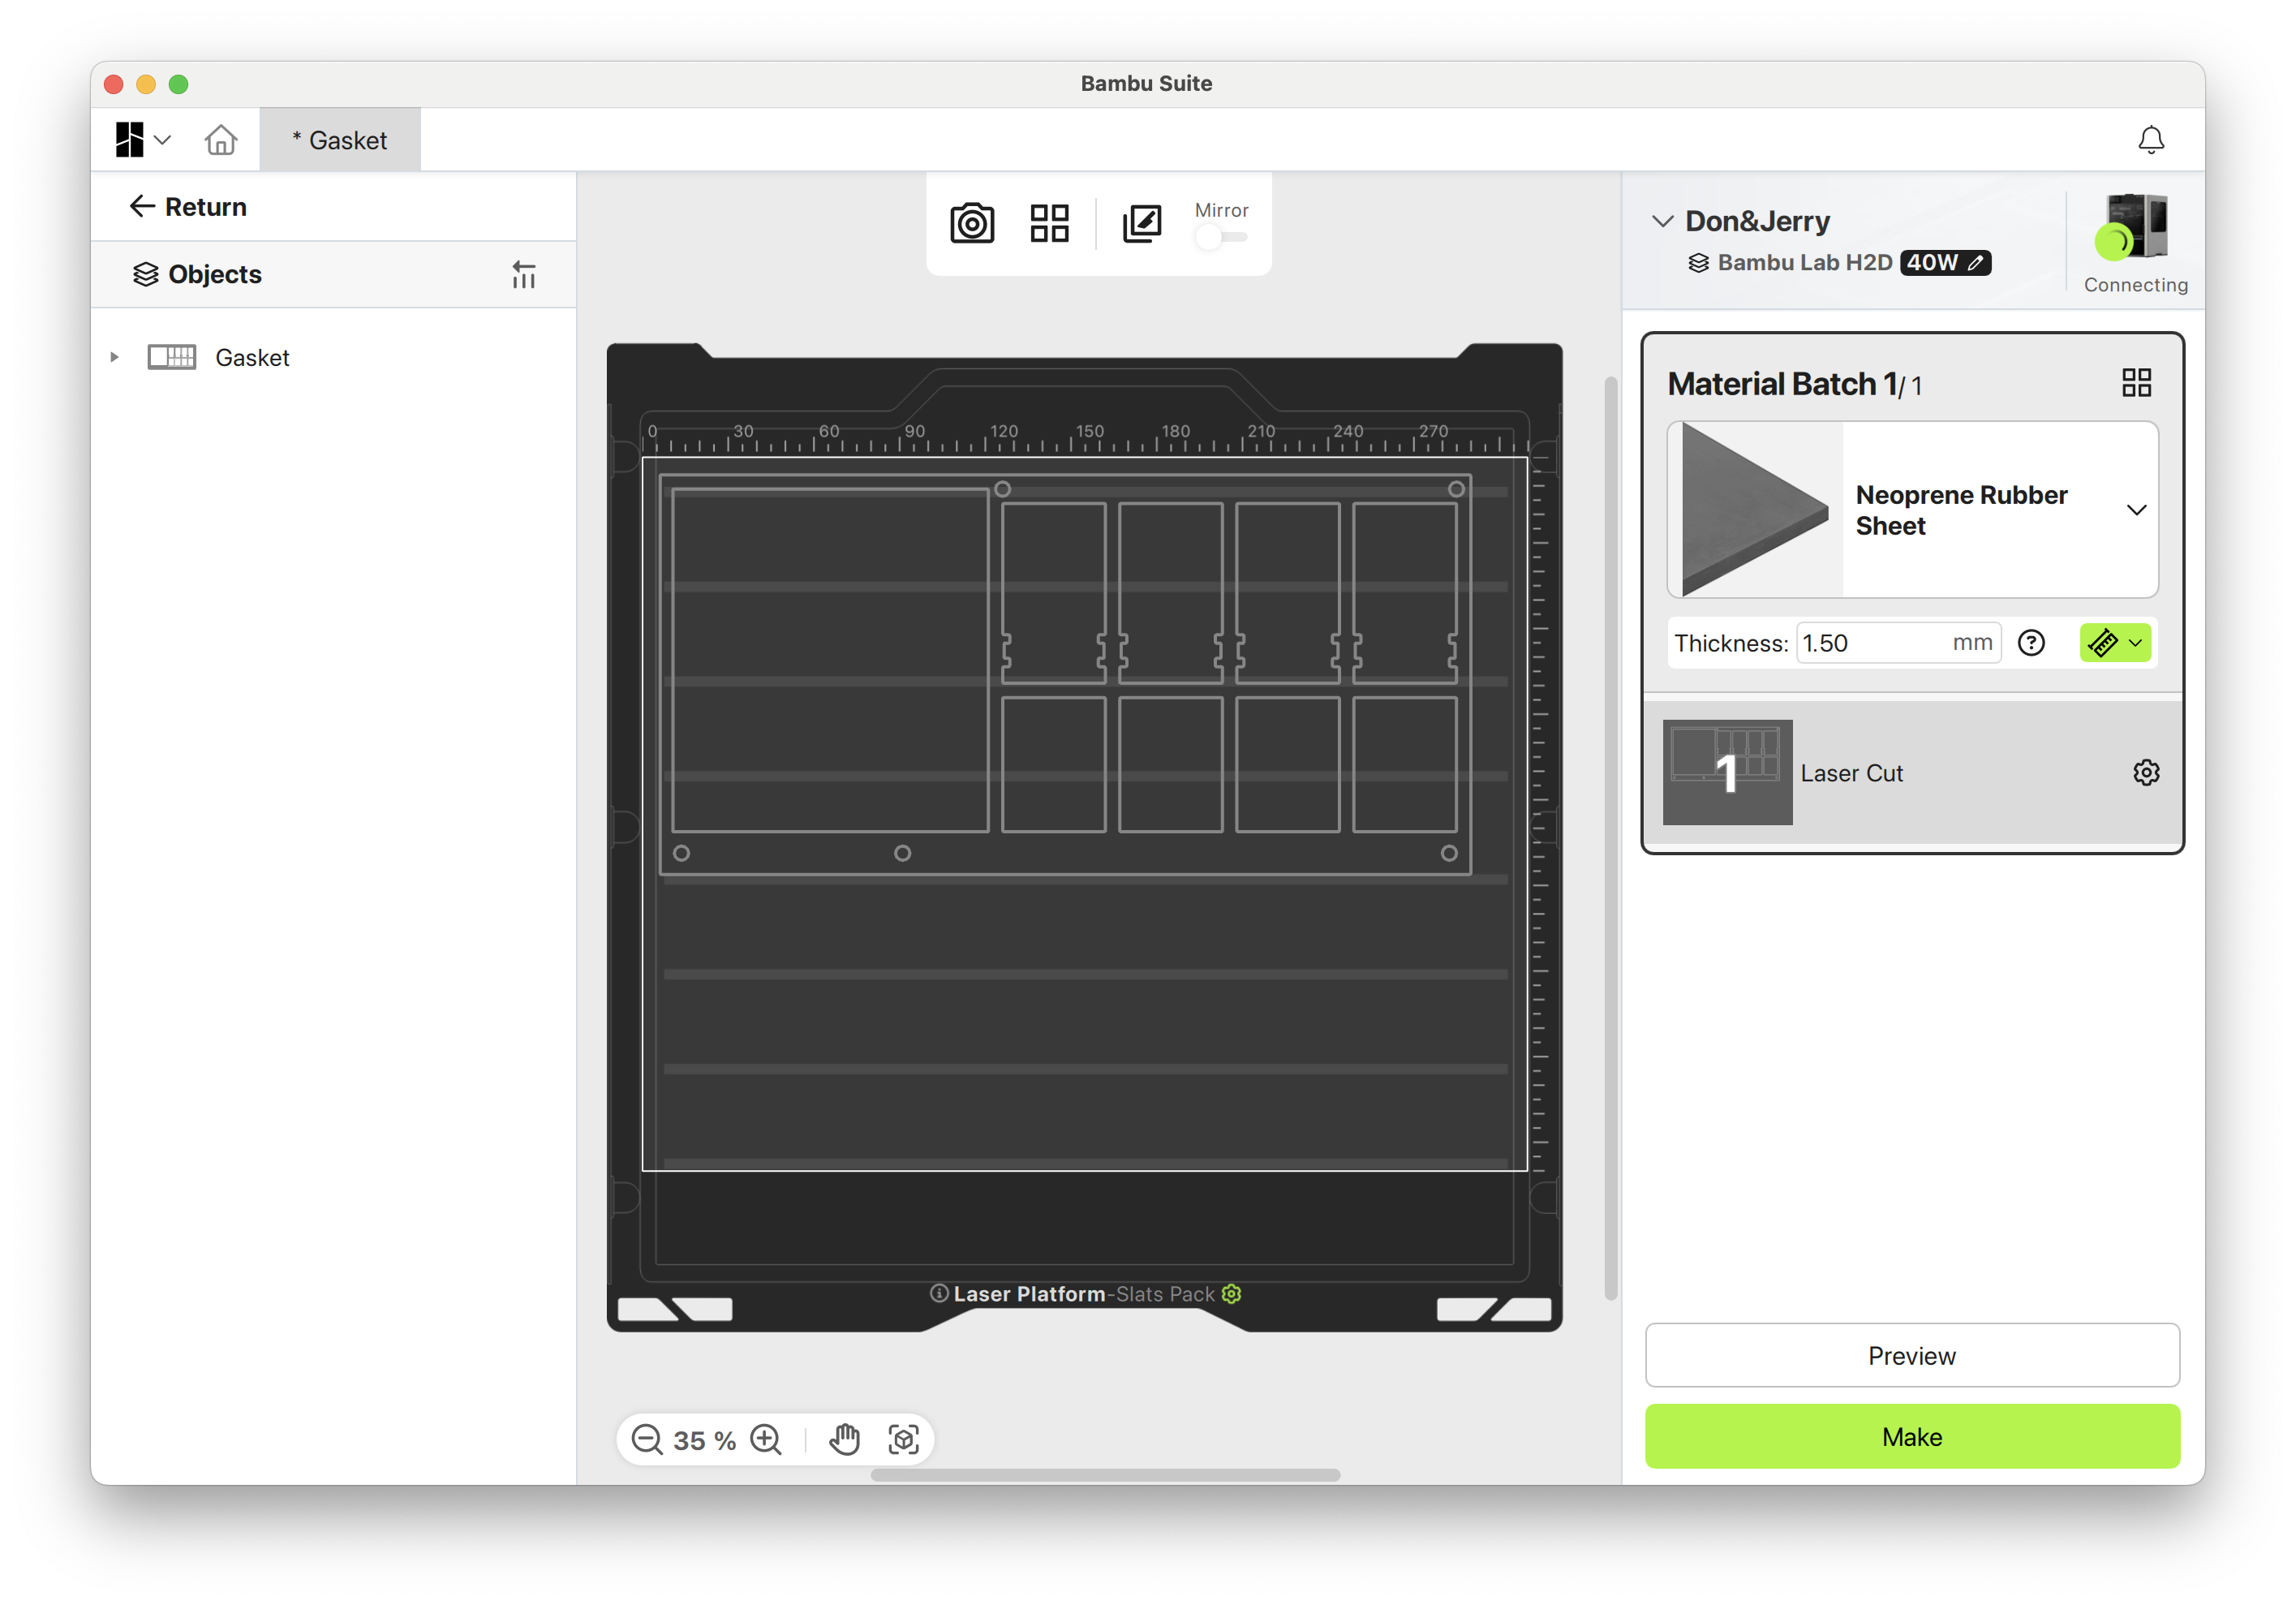 Bambu Suite
* Gasket
Return
Objects
Gasket
Mirror
0 30 60 90 120 150 180 210 240 270
Laser Platform-Slats Pack
35 %
Don&Jerry
Bambu Lab H2D 40W
Connecting
Material Batch 1/ 1
Neoprene Rubber
Sheet
Thickness: 1.50 mm
1 Laser Cut
Preview
Make